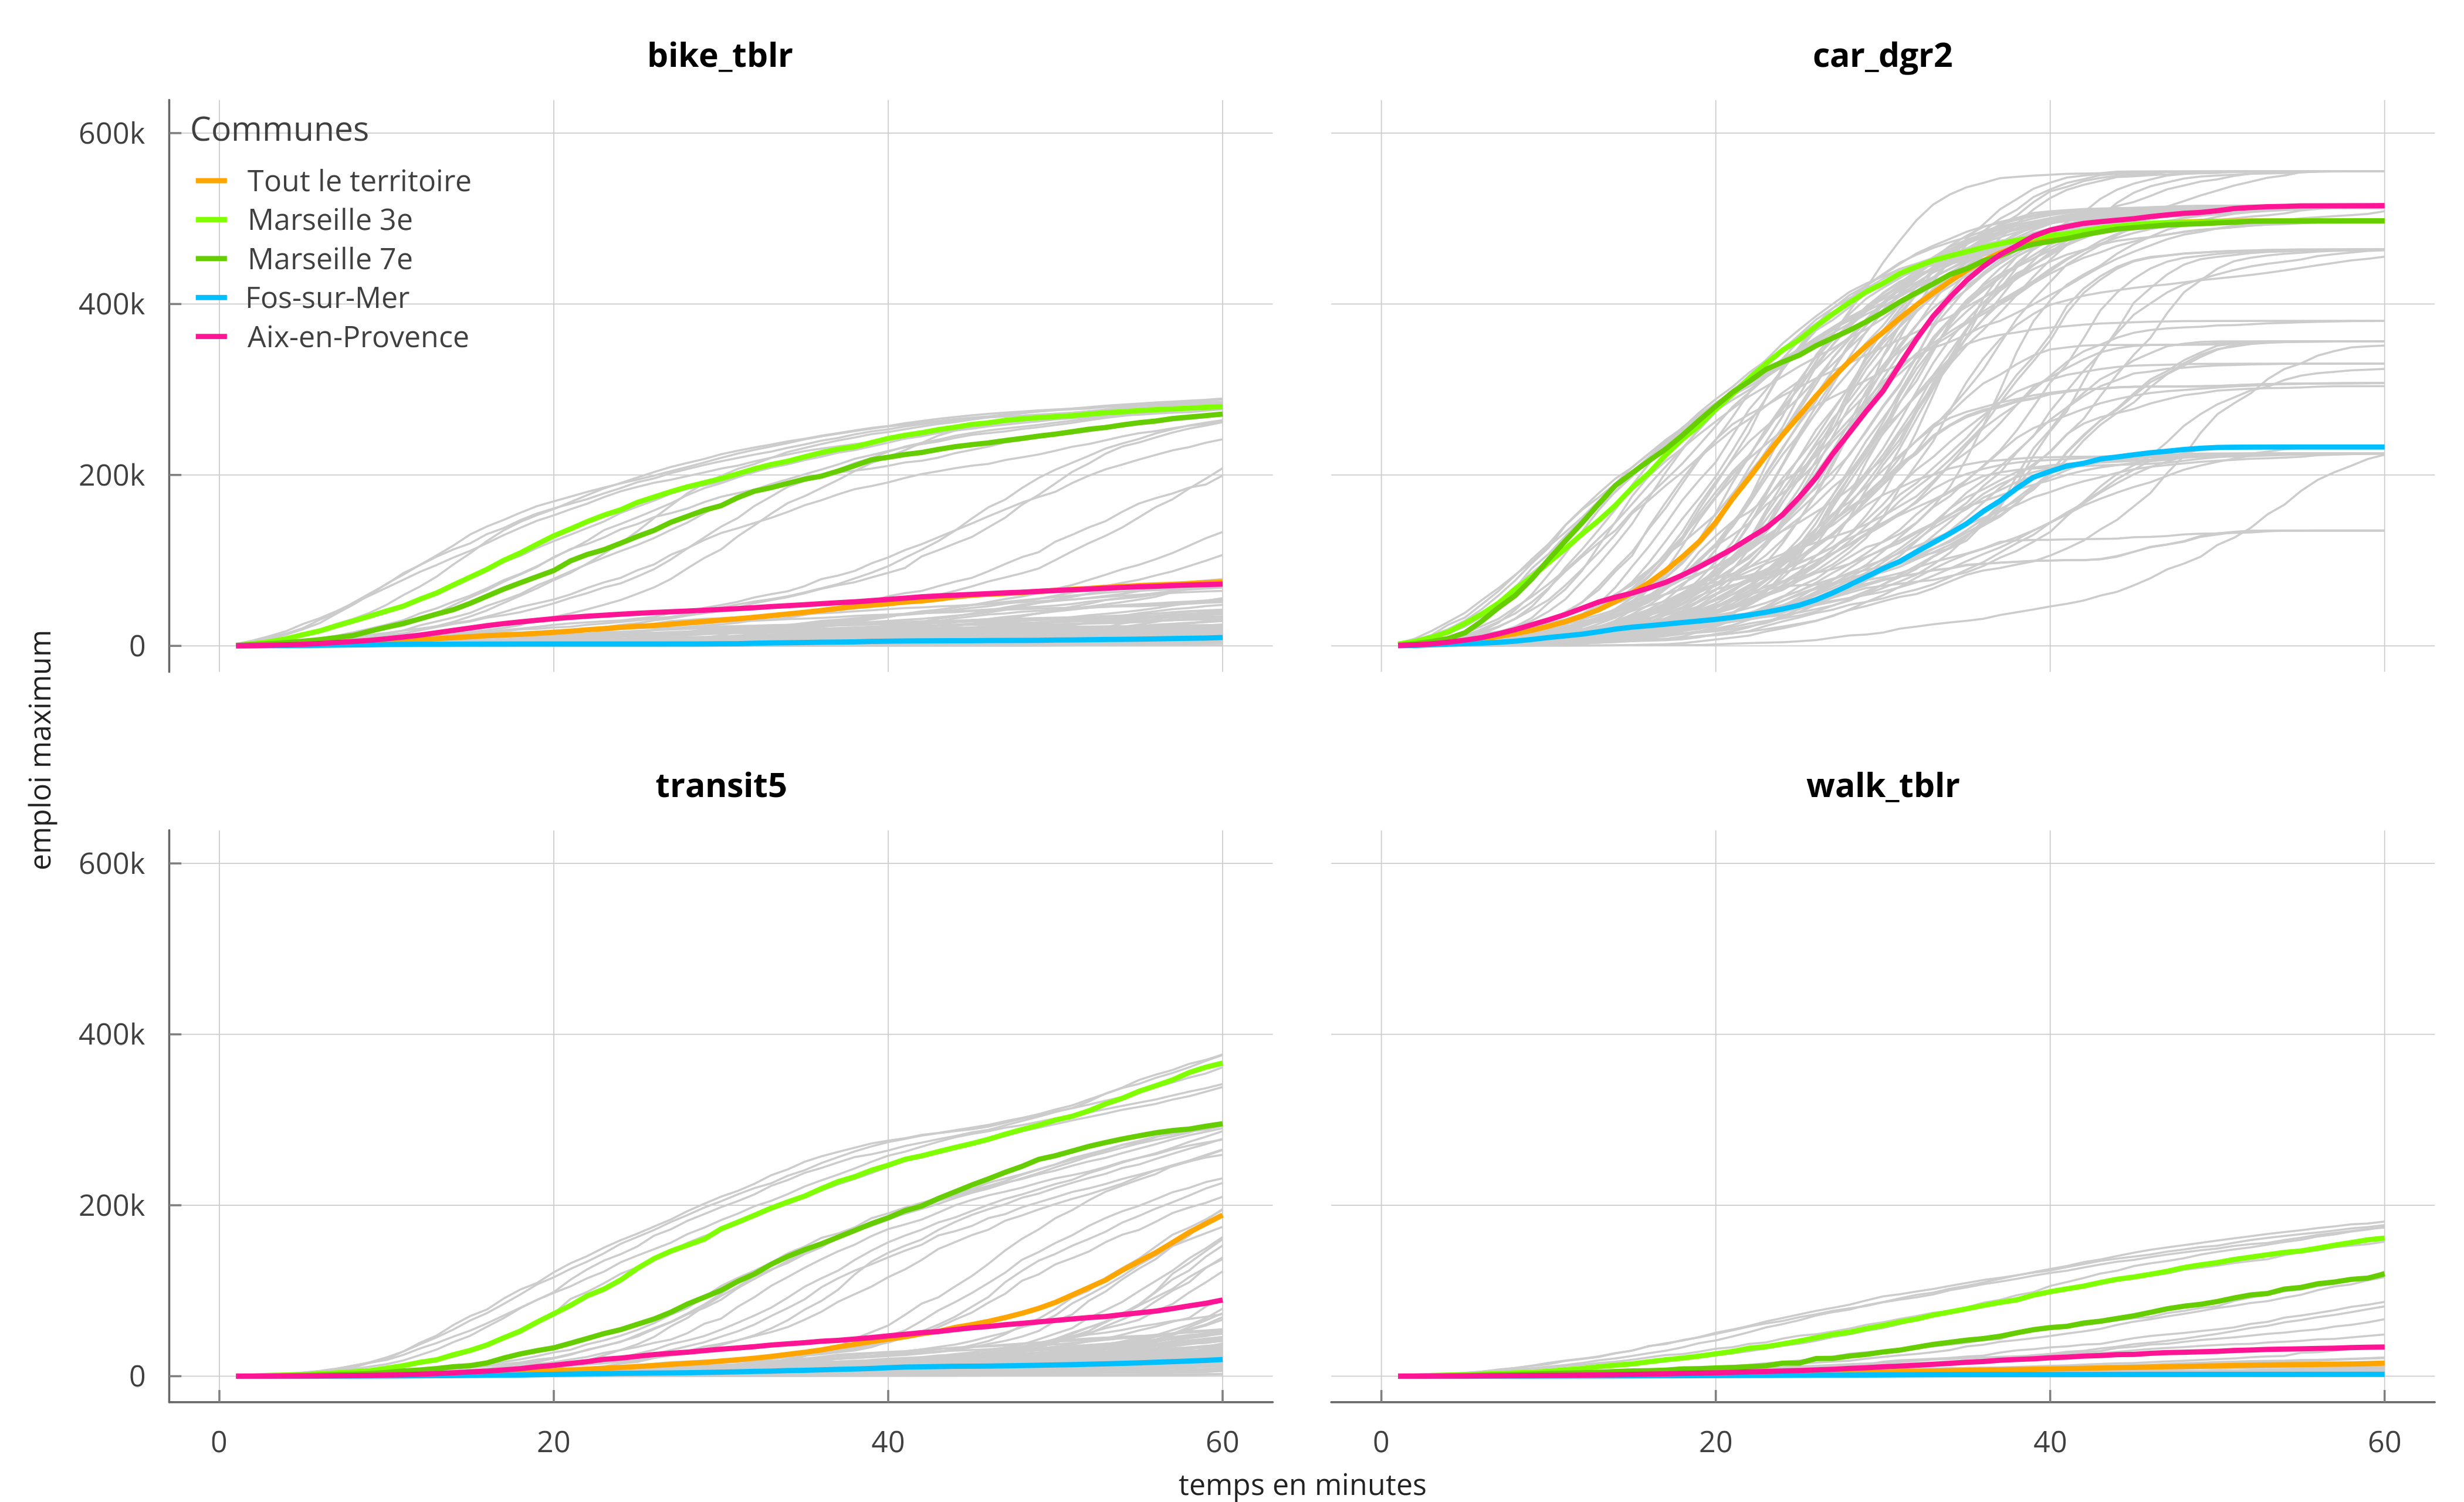 bike_tblr
car_dgr2
600k
400k
200k
0
Communes
Tout le territoire
Marseille 3e
Marseille 7e
Fos-sur-Mer
Aix-en-Provence
emploi maximum
transit5
walk_tblr
600k
400k
200k
0
0 20 40 60
0 20 40 60
temps en minutes